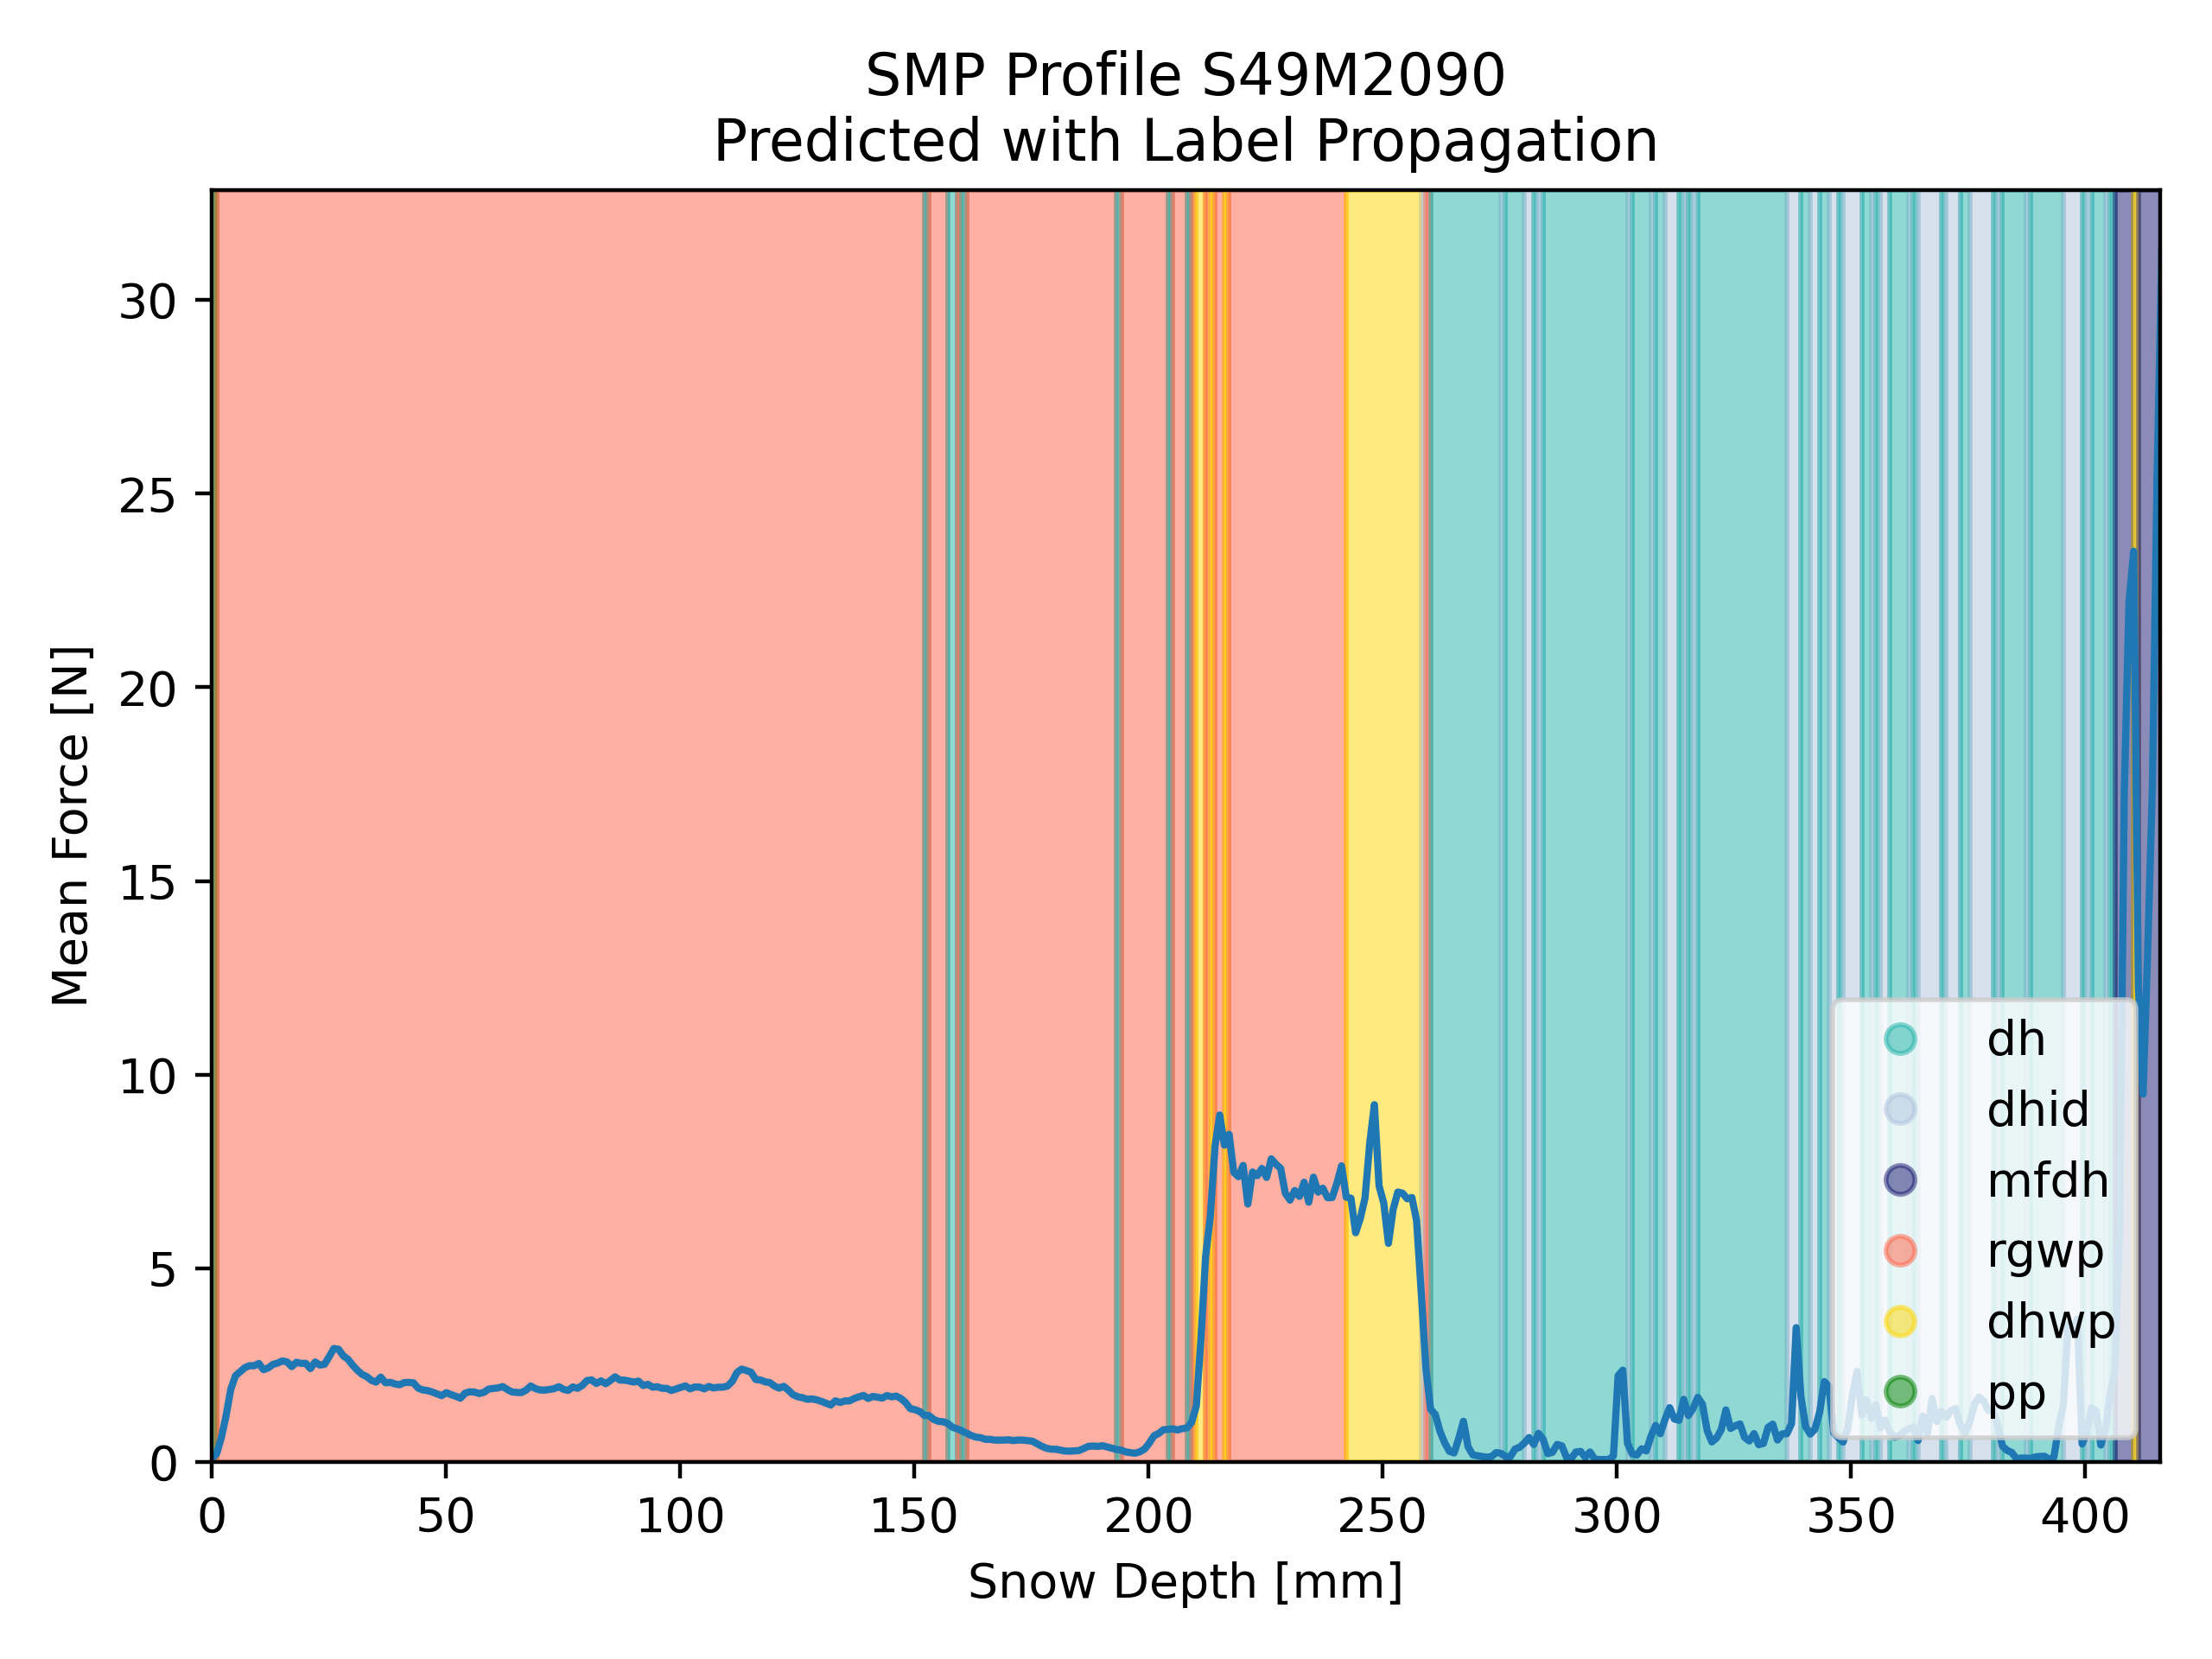 SMP Profile S49M2090
Predicted with Label Propagation
Mean Force [N]
30
25
20
15
10
5
0
dh
dhid
mfdh
rgwp
dhwp
pp
0 50 100 150 200 250 300 350 400
Snow Depth [mm]